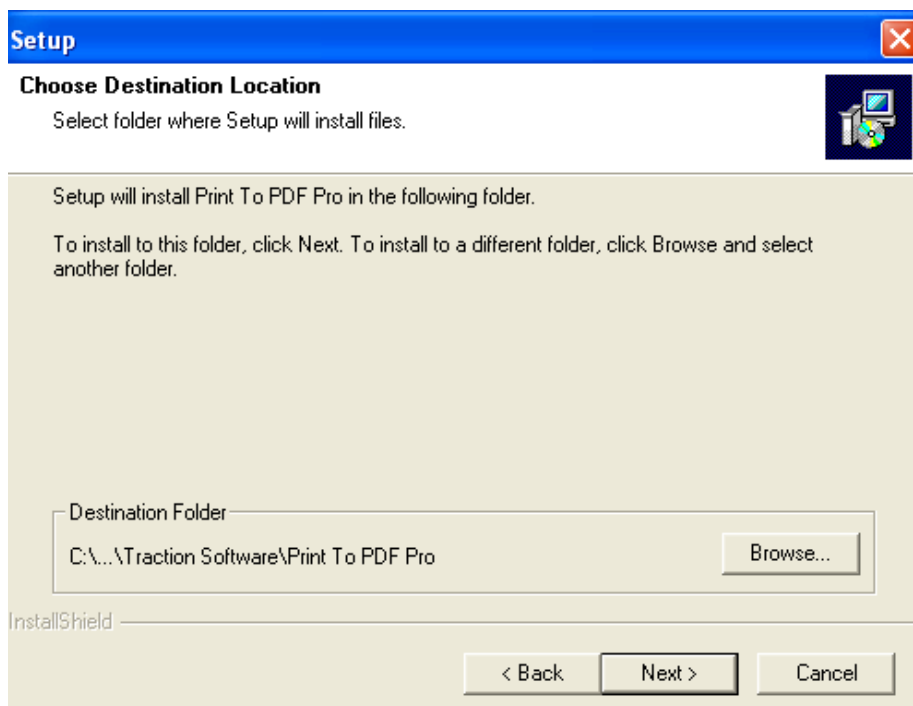 Setup
Choose Destination Location
Select folder where Setup will install files.
Setup will install Print To PDF Pro in the following folder.
To install to this folder, click Next. To install to a different folder, click Browse and select
another folder.
Destination Folder
C:\...\Traction Software\Print To PDF Pro
Browse...
InstallShield
< Back
Next >
Cancel